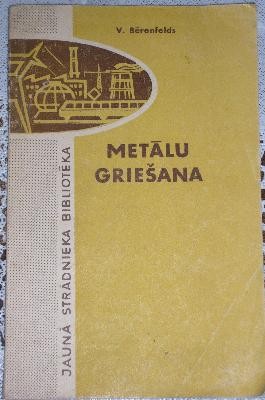 V. Bērenfelds
METĀLU
GRIEŠANA
JAUNĀ STRĀDNIEKA BIBLIOTĒKA